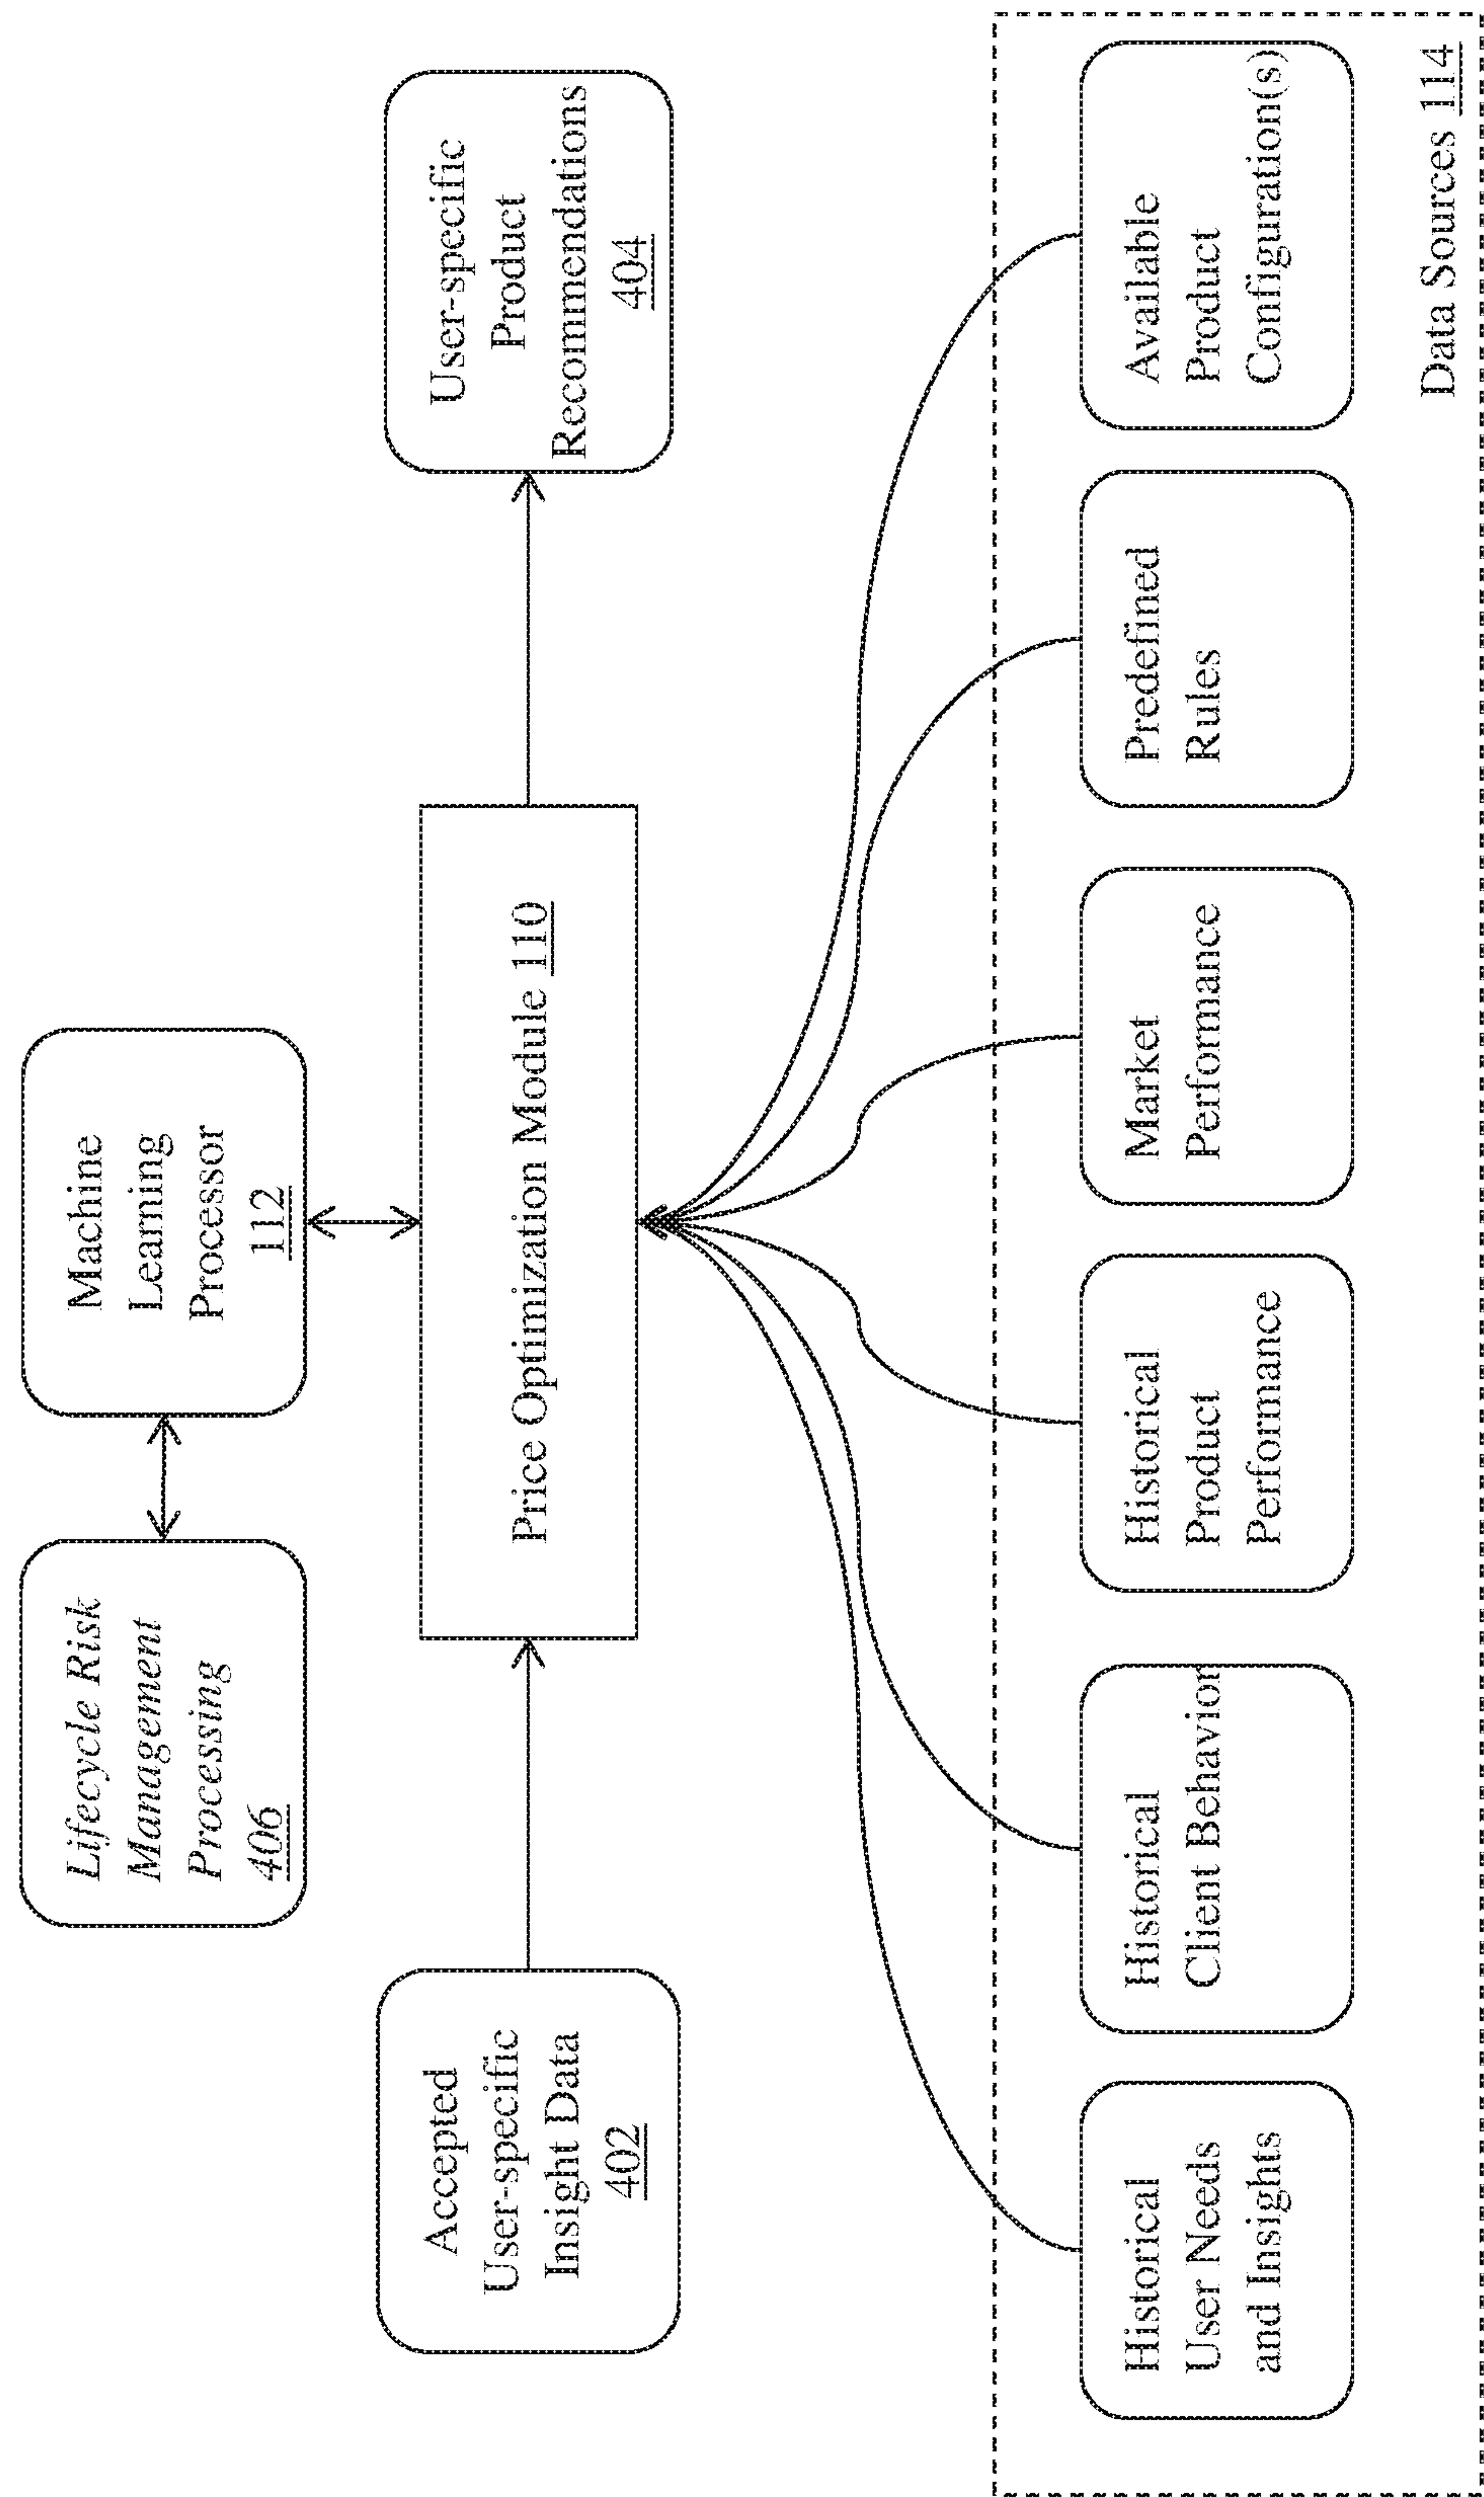 Lifecycle Risk
Management
Processing
406
Machine
Learning
Processor
112
Accepted
User-specific
Insight Data
402
Price Optimization Module 110
User-specific
Product
Recommendations
404
Historical
User Needs
and Insights
Historical
Client Behavior
Historical
Product
Performance
Market
Performance
Predefined
Rules
Available
Product
Configuration(s)
Data Sources 114